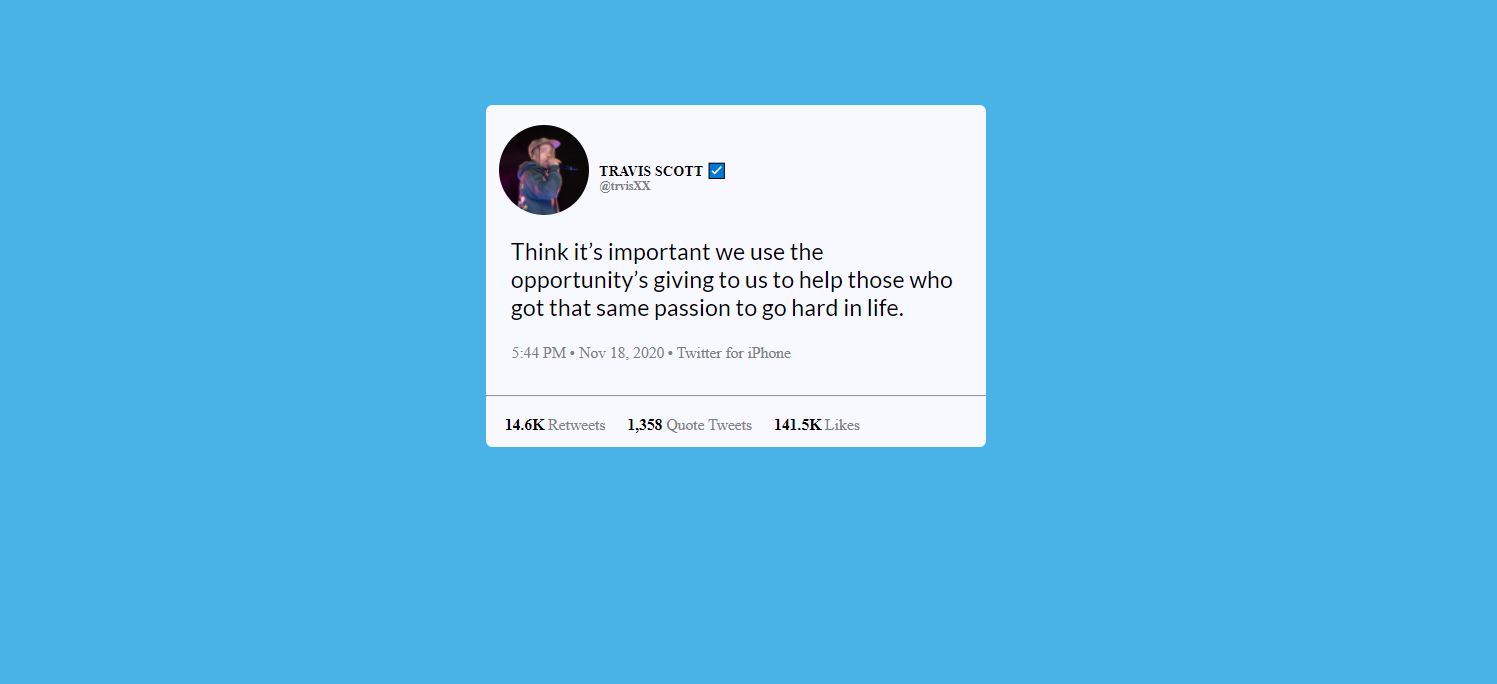 TRAVIS SCOTT ☑
@trvisXX
Think it’s important we use the
opportunity’s giving to us to help those who
got that same passion to go hard in life.
5:44 PM • Nov 18, 2020 • Twitter for iPhone
14.6K Retweets 1,358 Quote Tweets 141.5K Likes